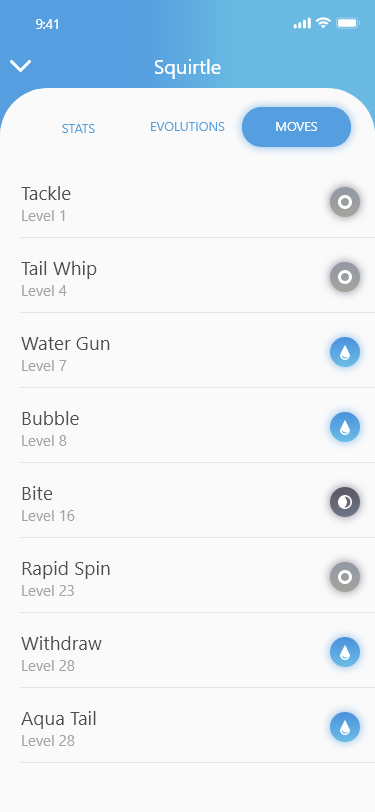 9:41
Squirtle
STATS EVOLUTIONS MOVES
Tackle
Level 1
Tail Whip
Level 4
Water Gun
Level 7
Bubble
Level 8
Bite
Level 16
Rapid Spin
Level 23
Withdraw
Level 28
Aqua Tail
Level 28